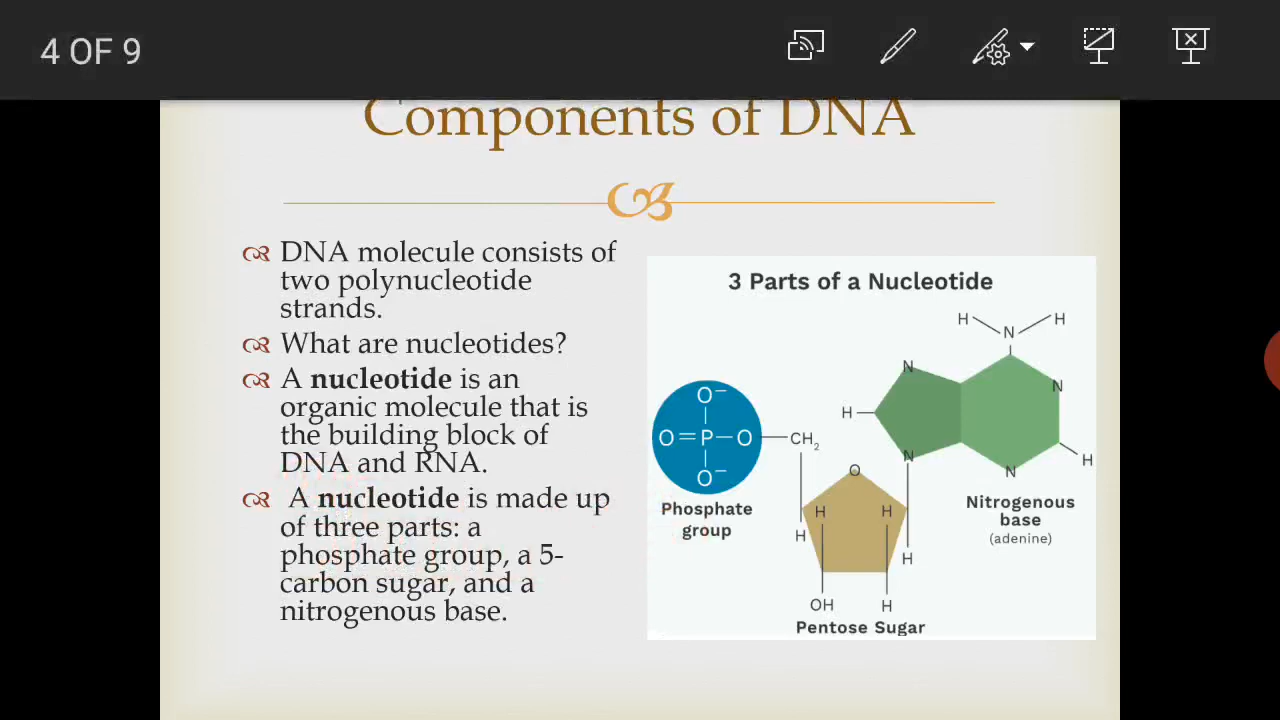 4 OF 9
Components of DNA
DNA molecule consists of
two polynucleotide
strands.
What are nucleotides?
A nucleotide is an
organic molecule that is
the building block of
DNA and RNA.
A nucleotide is made up
of three parts: a
phosphate group, a 5-
carbon sugar, and a
nitrogenous base.
3 Parts of a Nucleotide
H
N
H
N
N
H
N
N
H
O⁻
O=P–O
O⁻
CH₂
Phosphate
group
O
H
H
H
H
OH
H
Pentose Sugar
Nitrogenous
base
(adenine)